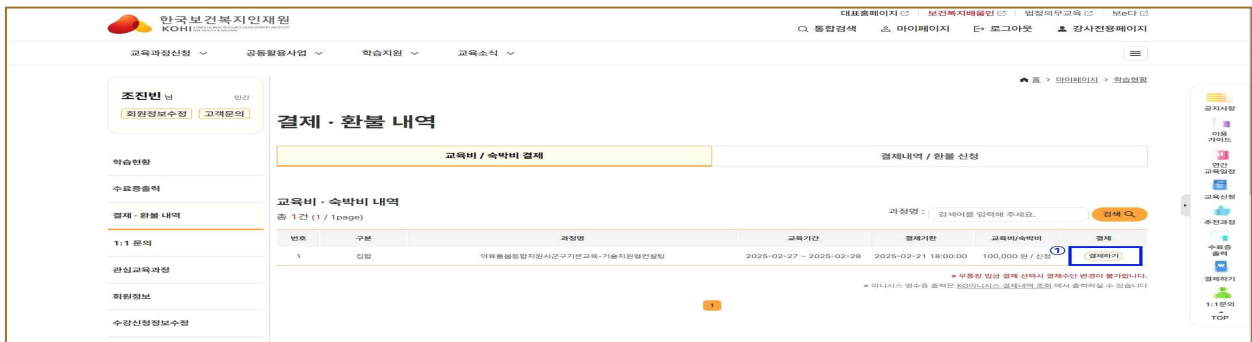 한국보건복지인재원
KOHI
대표홈페이지 보건복지배움인 법정의무교육 보e다
통합검색 마이페이지 로그아웃 강사전용페이지
교육과정신청 공동활용사업 학습지원 교육소식
홈 > 마이페이지 > 학습현황
조진빈 님 민간
회원정보수정 고객문의
학습현황
수료증출력
결제 · 환불 내역
1:1 문의
관심교육과정
회원정보
수강신청정보수정
결제 · 환불 내역
교육비 / 숙박비 결제 결제내역 / 환불 신청
교육비 · 숙박비 내역
총 1건 (1 / 1page)
과정명 : 검색어를 입력해 주세요. 검색
번호 구분 과정명 교육기간 결제기한 교육비/숙박비 결제
1 집합 의료돌봄통합지원시군구기본교육-기술지원형컨설팅 2025-02-27 ~ 2025-02-28 2025-02-21 18:00:00 100,000 원 / 신청 ① 결제하기
※ 무통장 입금 결제 선택시 결제수단 변경이 불가합니다.
※ 이니시스 영수증 출력은 KG이니시스 결제내역 조회 에서 출력하실 수 있습니다
1
공지사항
이용
가이드
연간
교육일정
교육신청
추천과정
수료증
출력
결제하기
1:1문의
TOP